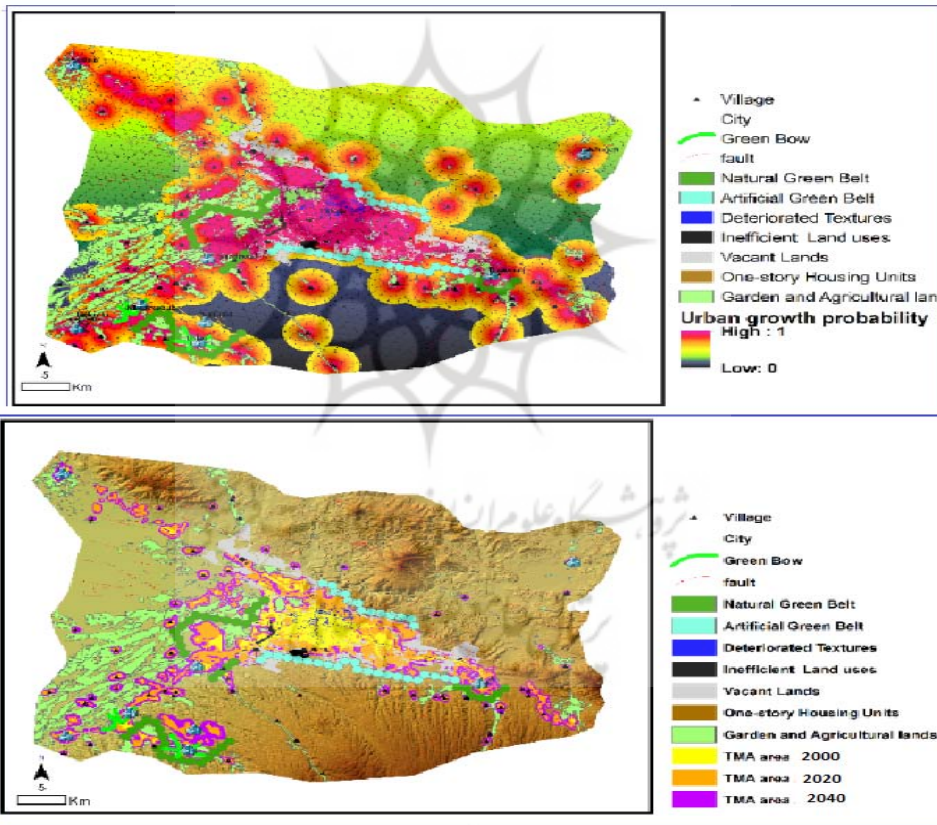 Village
City
Green Bow
fault
Natural Green Belt
Artificial Green Belt
Deteriorated Textures
Inefficient Land uses
Vacant Lands
One-story Housing Units
Garden and Agricultural lan
Urban growth probability
High : 1
Low: 0
5
Km
پژوهشگاه علوم انسانی
Village
City
Green Bow
fault
Natural Green Belt
Artificial Green Belt
Deteriorated Textures
Inefficient Land uses
Vacant Lands
One-story Housing Units
Garden and Agricultural lands
TMA area 2000
TMA area 2020
TMA area 2040
5
Km